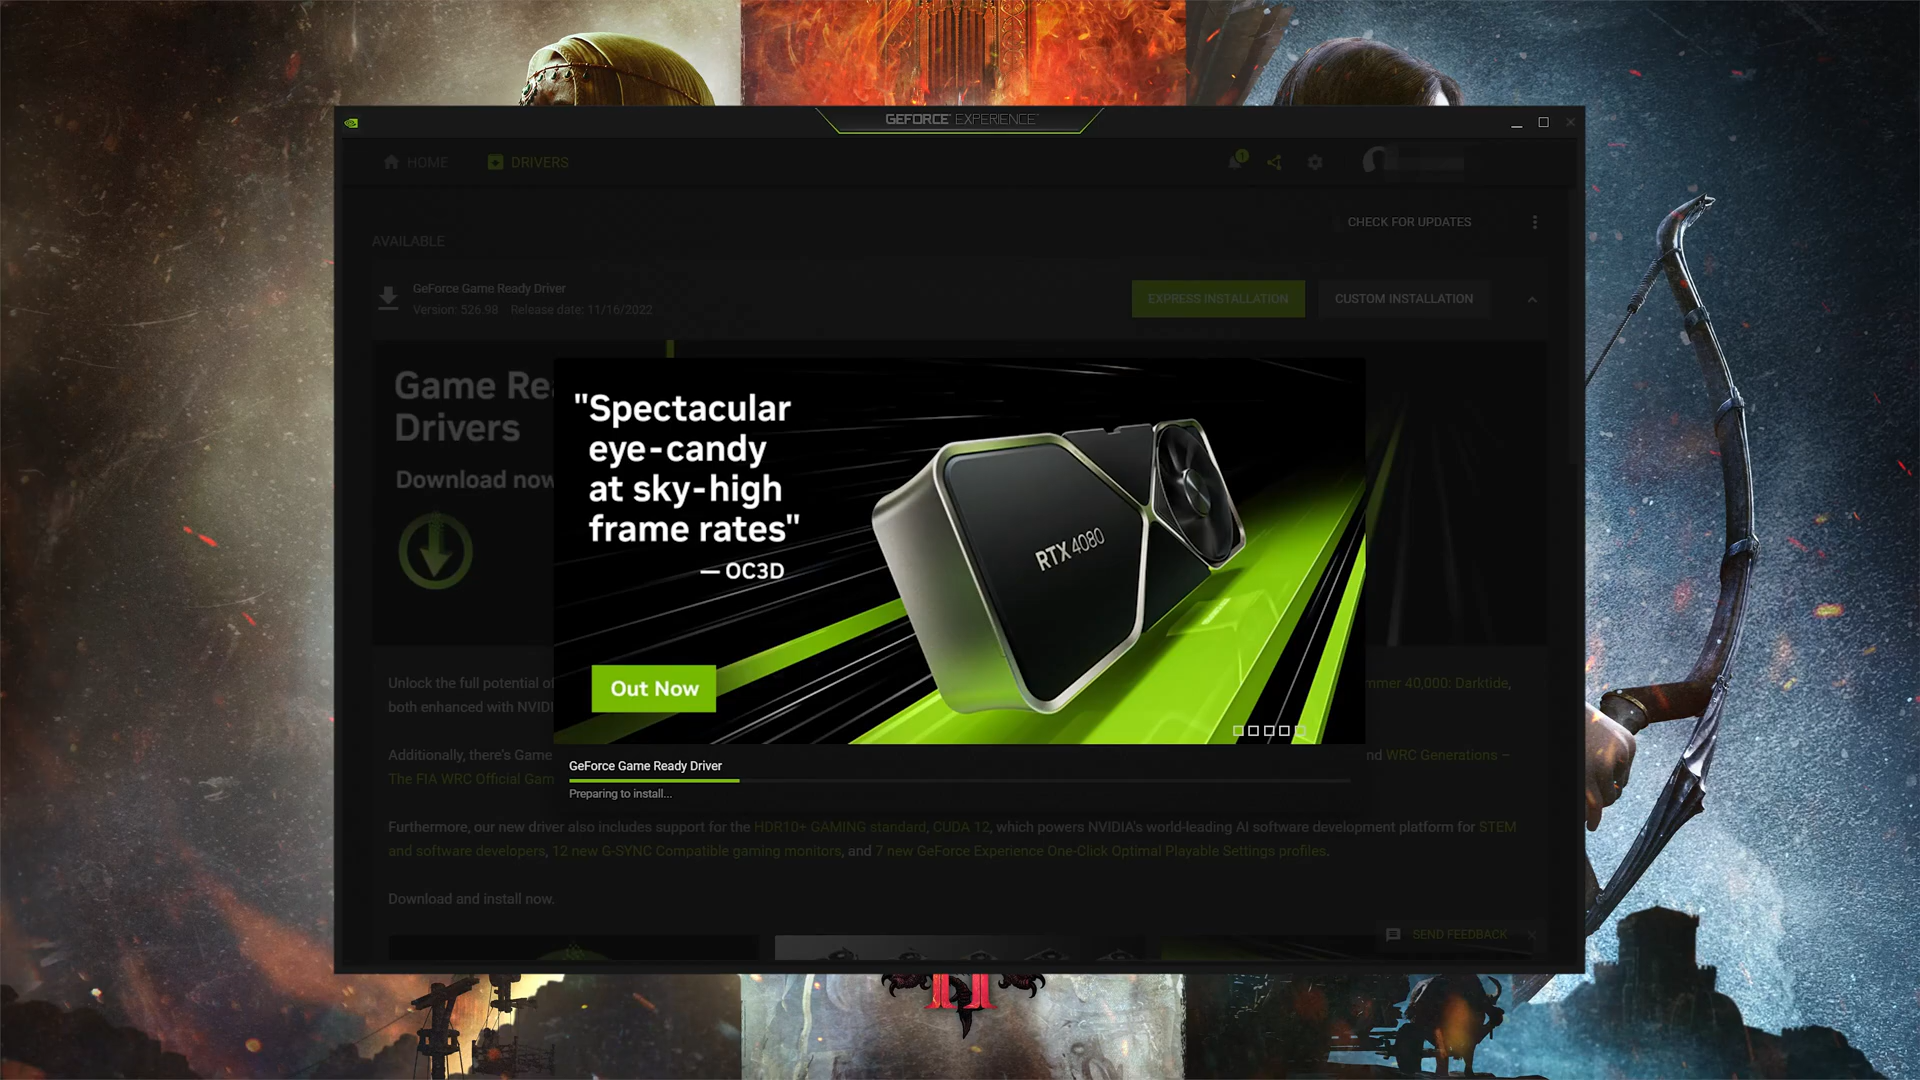 GEFORCE® EXPERIENCE™
HOME
DRIVERS
1
CHECK FOR UPDATES
AVAILABLE
GeForce Game Ready Driver
Version: 526.98 Release date: 11/16/2022
EXPRESS INSTALLATION
CUSTOM INSTALLATION
Game Re
Drivers
Download now
"Spectacular
eye-candy
at sky-high
frame rates"
— OC3D
RTX 4080
Out Now
GeForce Game Ready Driver
Preparing to install...
Unlock the full potential of
mmer 40,000: Darktide,
both enhanced with NVIDI
Additionally, there's Game
nd WRC Generations –
The FIA WRC Official Gam
Furthermore, our new driver also includes support for the HDR10+ GAMING standard, CUDA 12, which powers NVIDIA's world-leading AI software development platform for STEM
and software developers, 12 new G-SYNC Compatible gaming monitors, and 7 new GeForce Experience One-Click Optimal Playable Settings profiles.
Download and install now.
SEND FEEDBACK
II